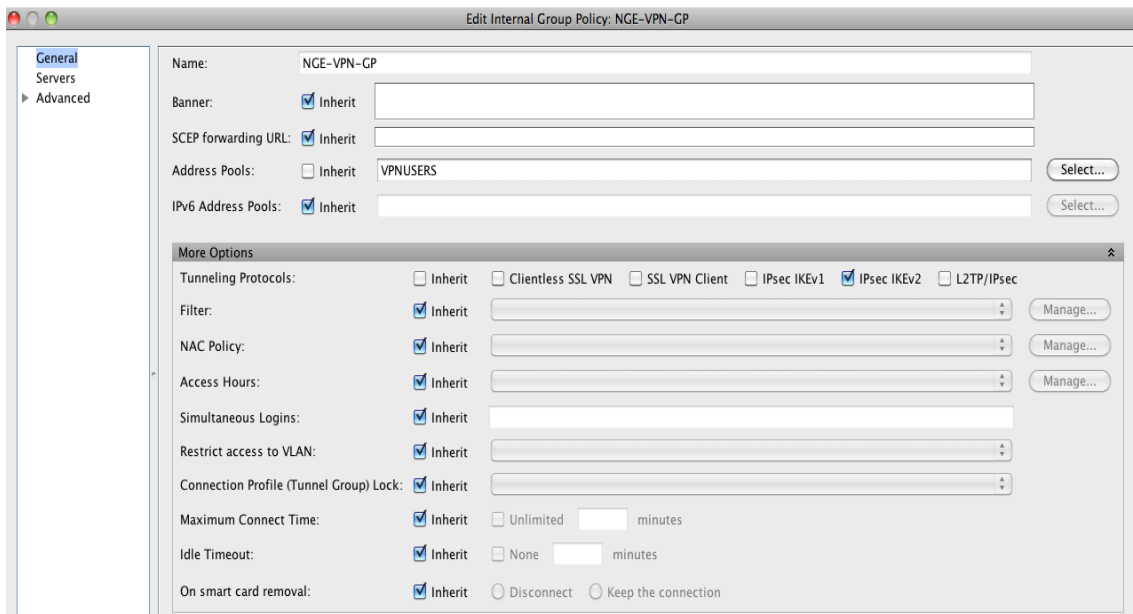 Edit Internal Group Policy: NGE-VPN-GP
General
Servers
Advanced
Name: NGE-VPN-GP
Banner: Inherit
SCEP forwarding URL: Inherit
Address Pools: Inherit VPNUSERS Select...
IPv6 Address Pools: Inherit Select...
More Options
Tunneling Protocols: Inherit Clientless SSL VPN SSL VPN Client IPsec IKEv1 IPsec IKEv2 L2TP/IPsec
Filter: Inherit Manage...
NAC Policy: Inherit Manage...
Access Hours: Inherit Manage...
Simultaneous Logins: Inherit
Restrict access to VLAN: Inherit
Connection Profile (Tunnel Group) Lock: Inherit
Maximum Connect Time: Inherit Unlimited minutes
Idle Timeout: Inherit None minutes
On smart card removal: Inherit Disconnect Keep the connection